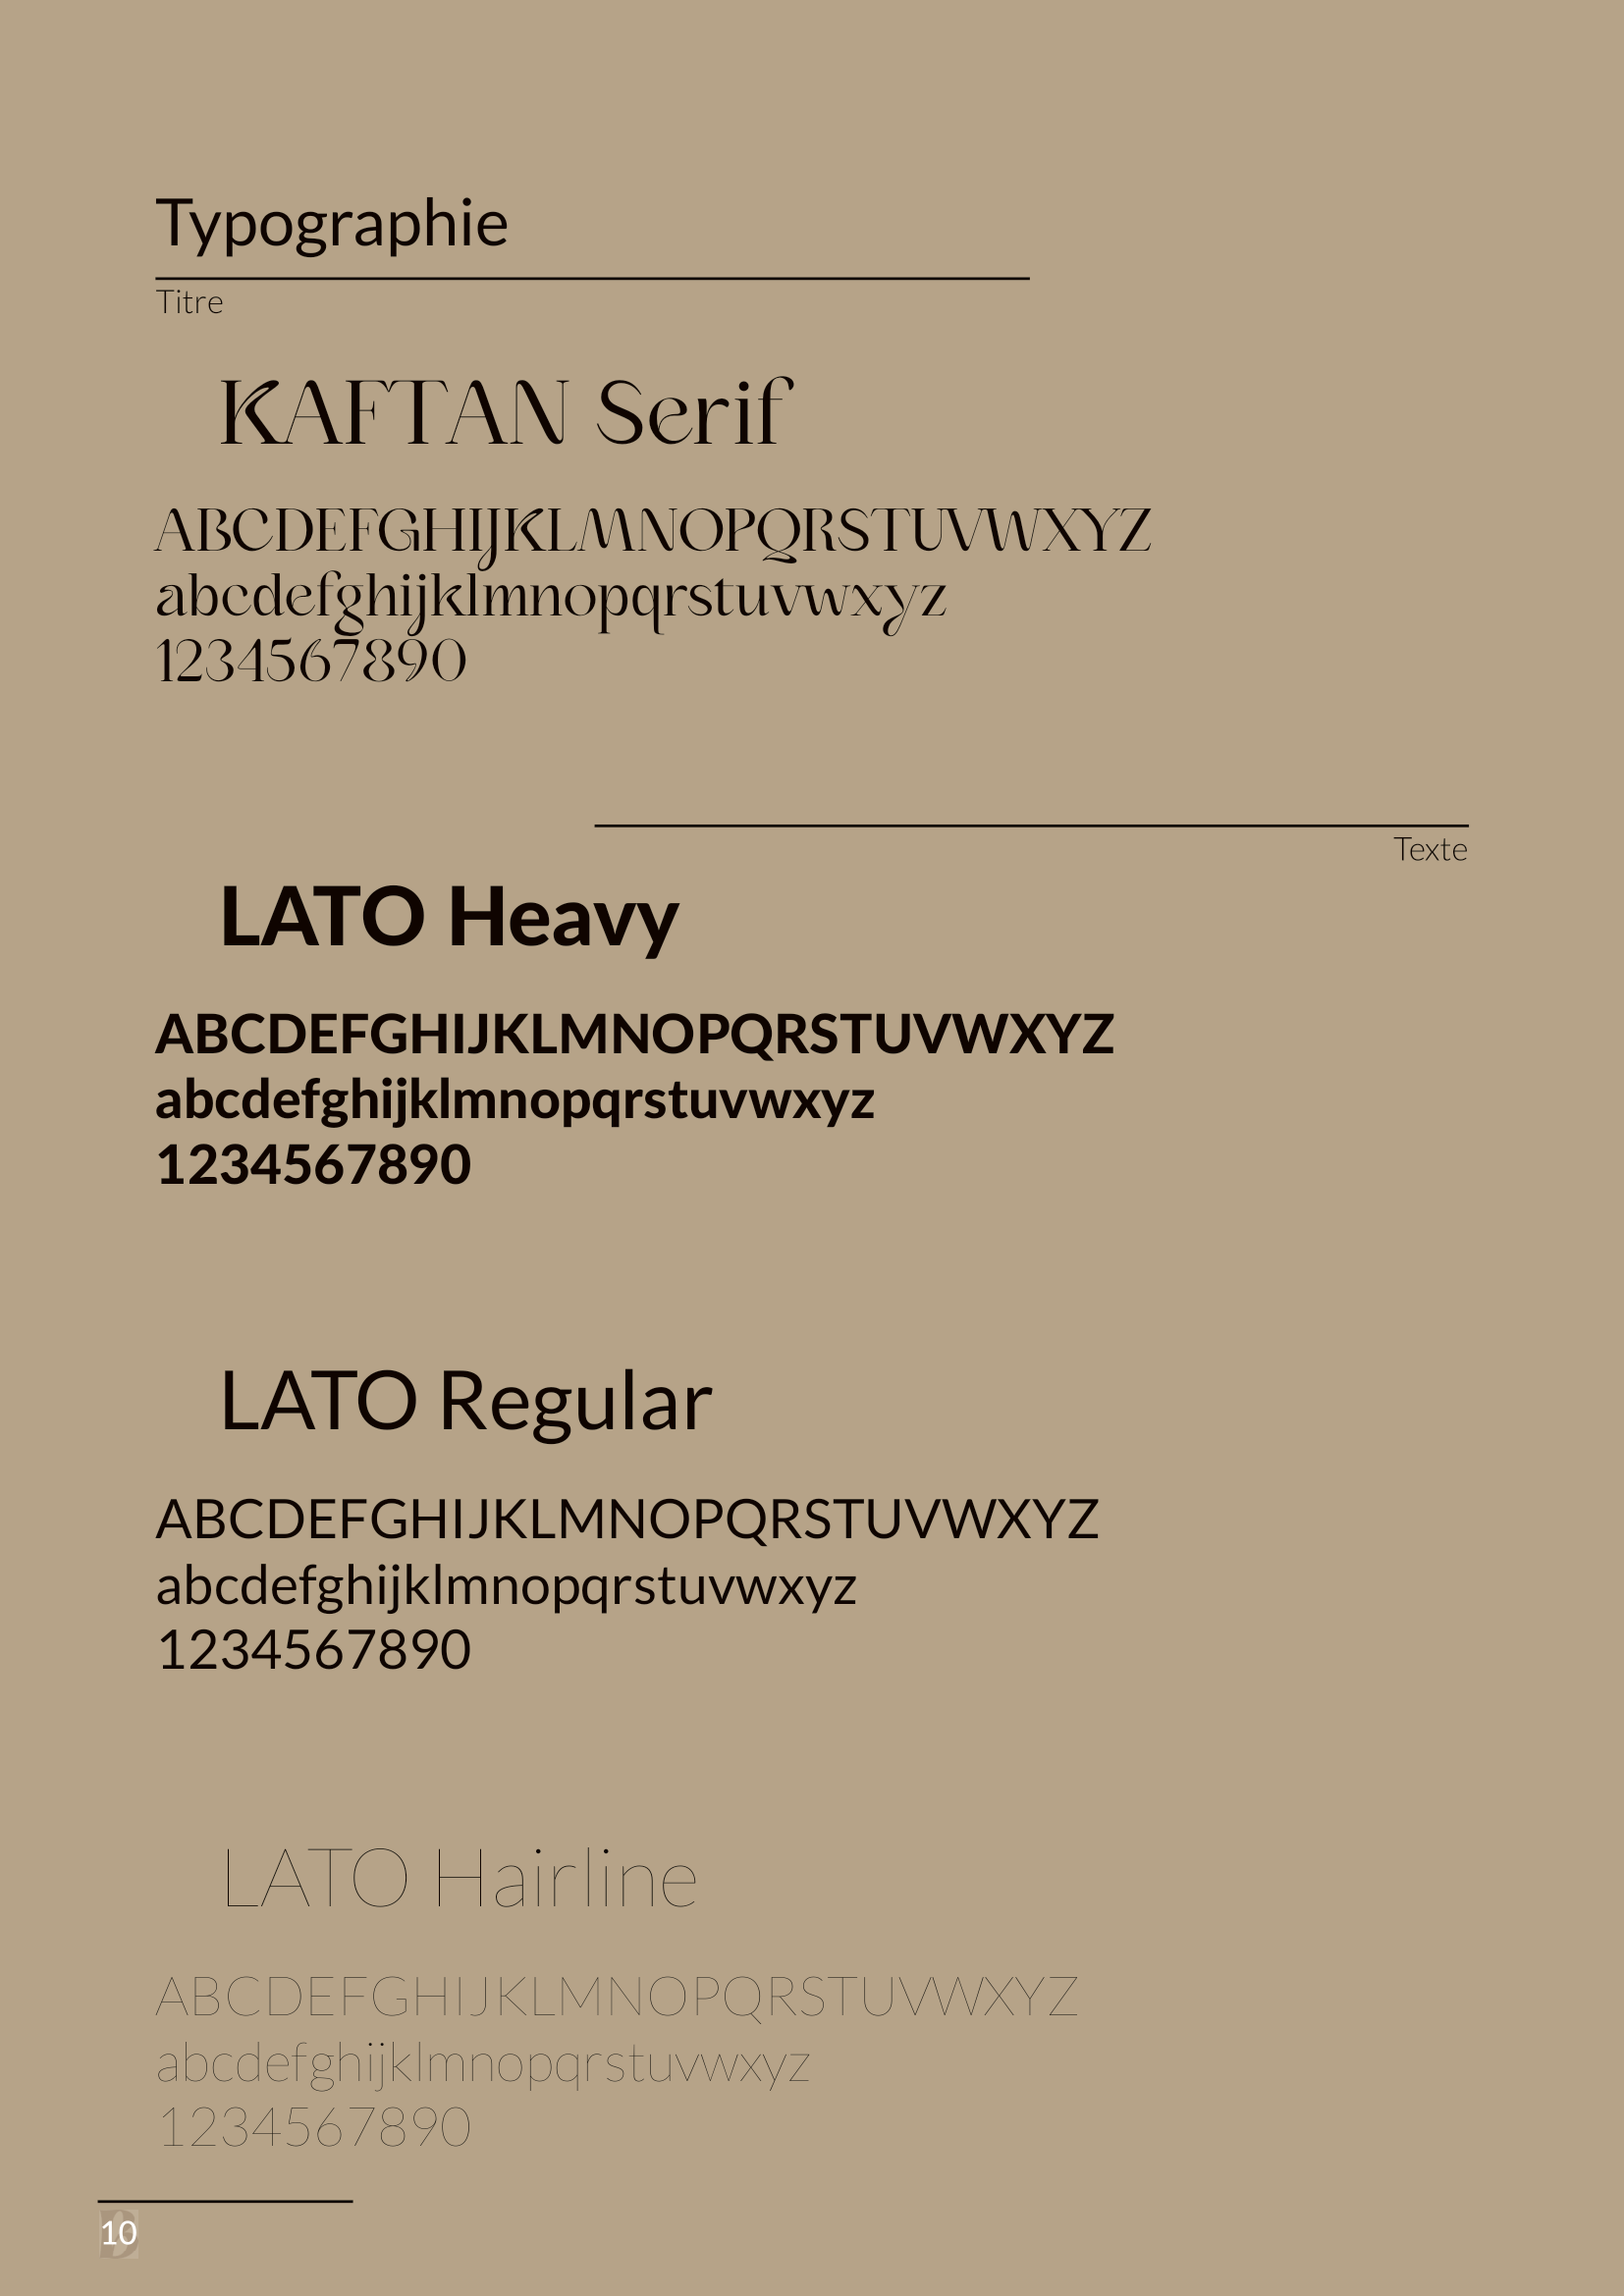 Typographie
Titre
KAFTAN Serif
ABCDEFGHIJKLMNOPQRSTUVWXYZ
abcdefghijklmnopqrstuvwxyz
1234567890
Texte
LATO Heavy
ABCDEFGHIJKLMNOPQRSTUVWXYZ
abcdefghijklmnopqrstuvwxyz
1234567890
LATO Regular
ABCDEFGHIJKLMNOPQRSTUVWXYZ
abcdefghijklmnopqrstuvwxyz
1234567890
LATO Hairline
ABCDEFGHIJKLMNOPQRSTUVWXYZ
abcdefghijklmnopqrstuvwxyz
1234567890
10